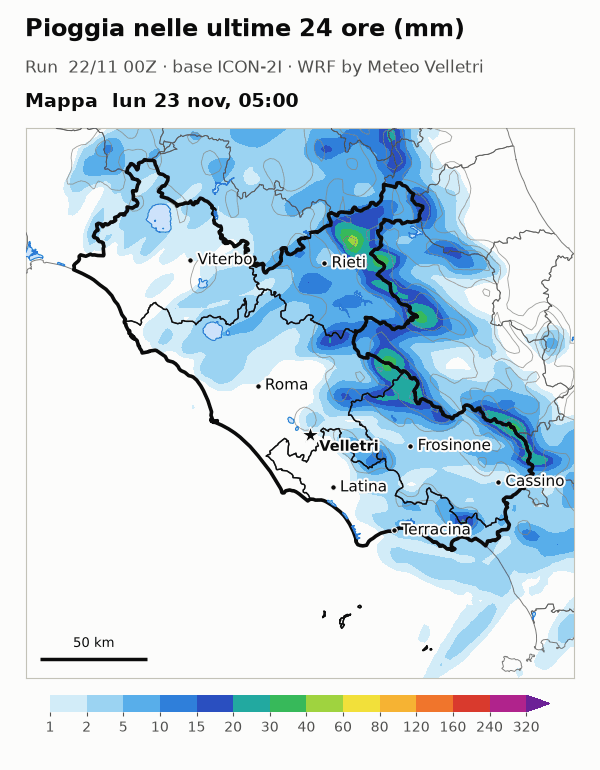 Pioggia nelle ultime 24 ore (mm)
Run  22/11 00Z · base ICON-2I · WRF by Meteo Velletri
Mappa  lun 23 nov, 05:00
Viterbo
Rieti
Roma
Velletri
Frosinone
Cassino
Latina
Terracina
50 km
1 2 5 10 15 20 30 40 60 80 120 160 240 320